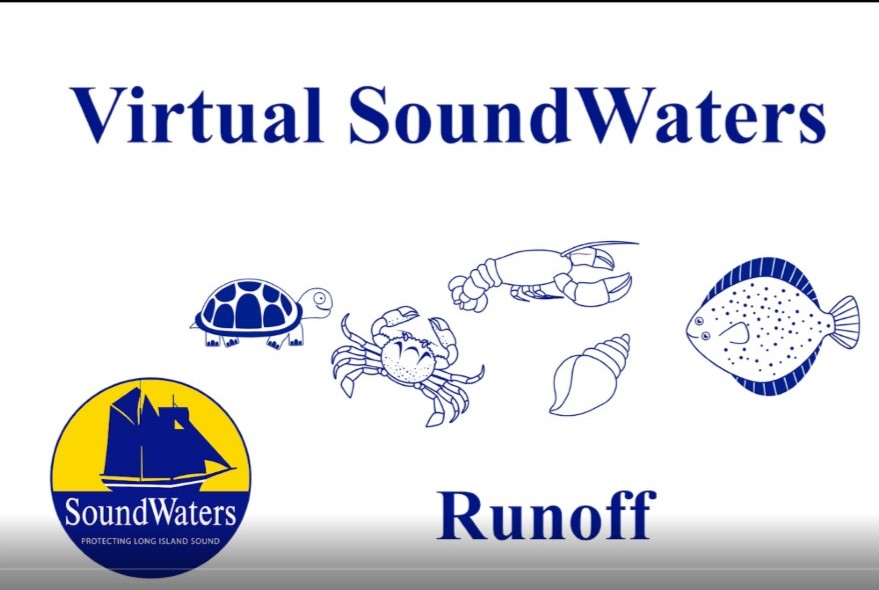 Virtual SoundWaters
SoundWaters
PROTECTING LONG ISLAND SOUND
Runoff